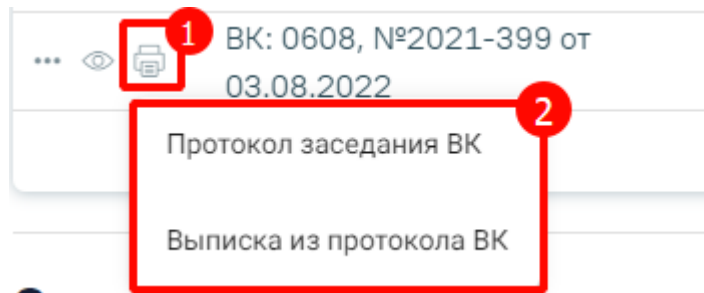 1
ВК: 0608, №2021-399 от
03.08.2022
2
Протокол заседания ВК
Выписка из протокола ВК